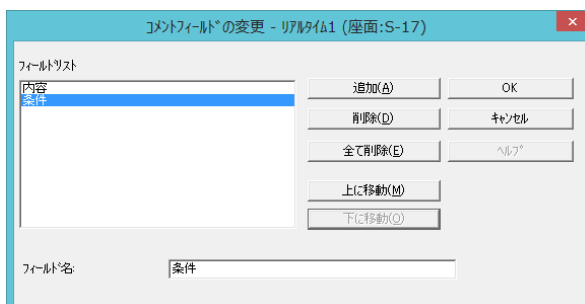 ｺﾒﾝﾄﾌｨｰﾙﾄﾞの変更 - ﾘｱﾙﾀｲﾑ1 (座面:S-17)
ﾌｨｰﾙﾄﾞﾘｽﾄ
内容
条件
追加(A)
OK
削除(D)
ｷｬﾝｾﾙ
全て削除(E)
ﾍﾙﾌﾟ
上に移動(M)
下に移動(O)
ﾌｨｰﾙﾄﾞ名:
条件